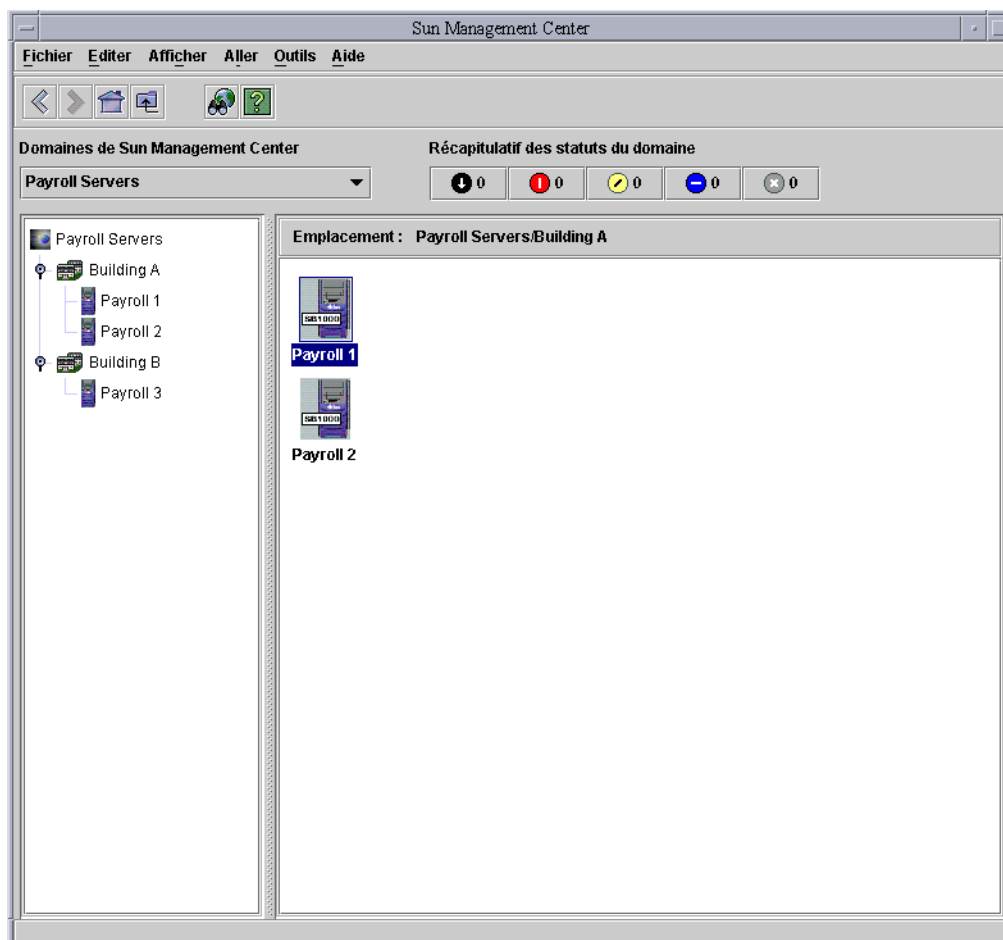 Sun Management Center
Fichier Editer Afficher Aller Outils Aide
Domaines de Sun Management Center
Récapitulatif des statuts du domaine
Payroll Servers
0 0 0 0 0
Payroll Servers
Building A
Payroll 1
Payroll 2
Building B
Payroll 3
Emplacement : Payroll Servers/Building A
SB1000
Payroll 1
SB1000
Payroll 2